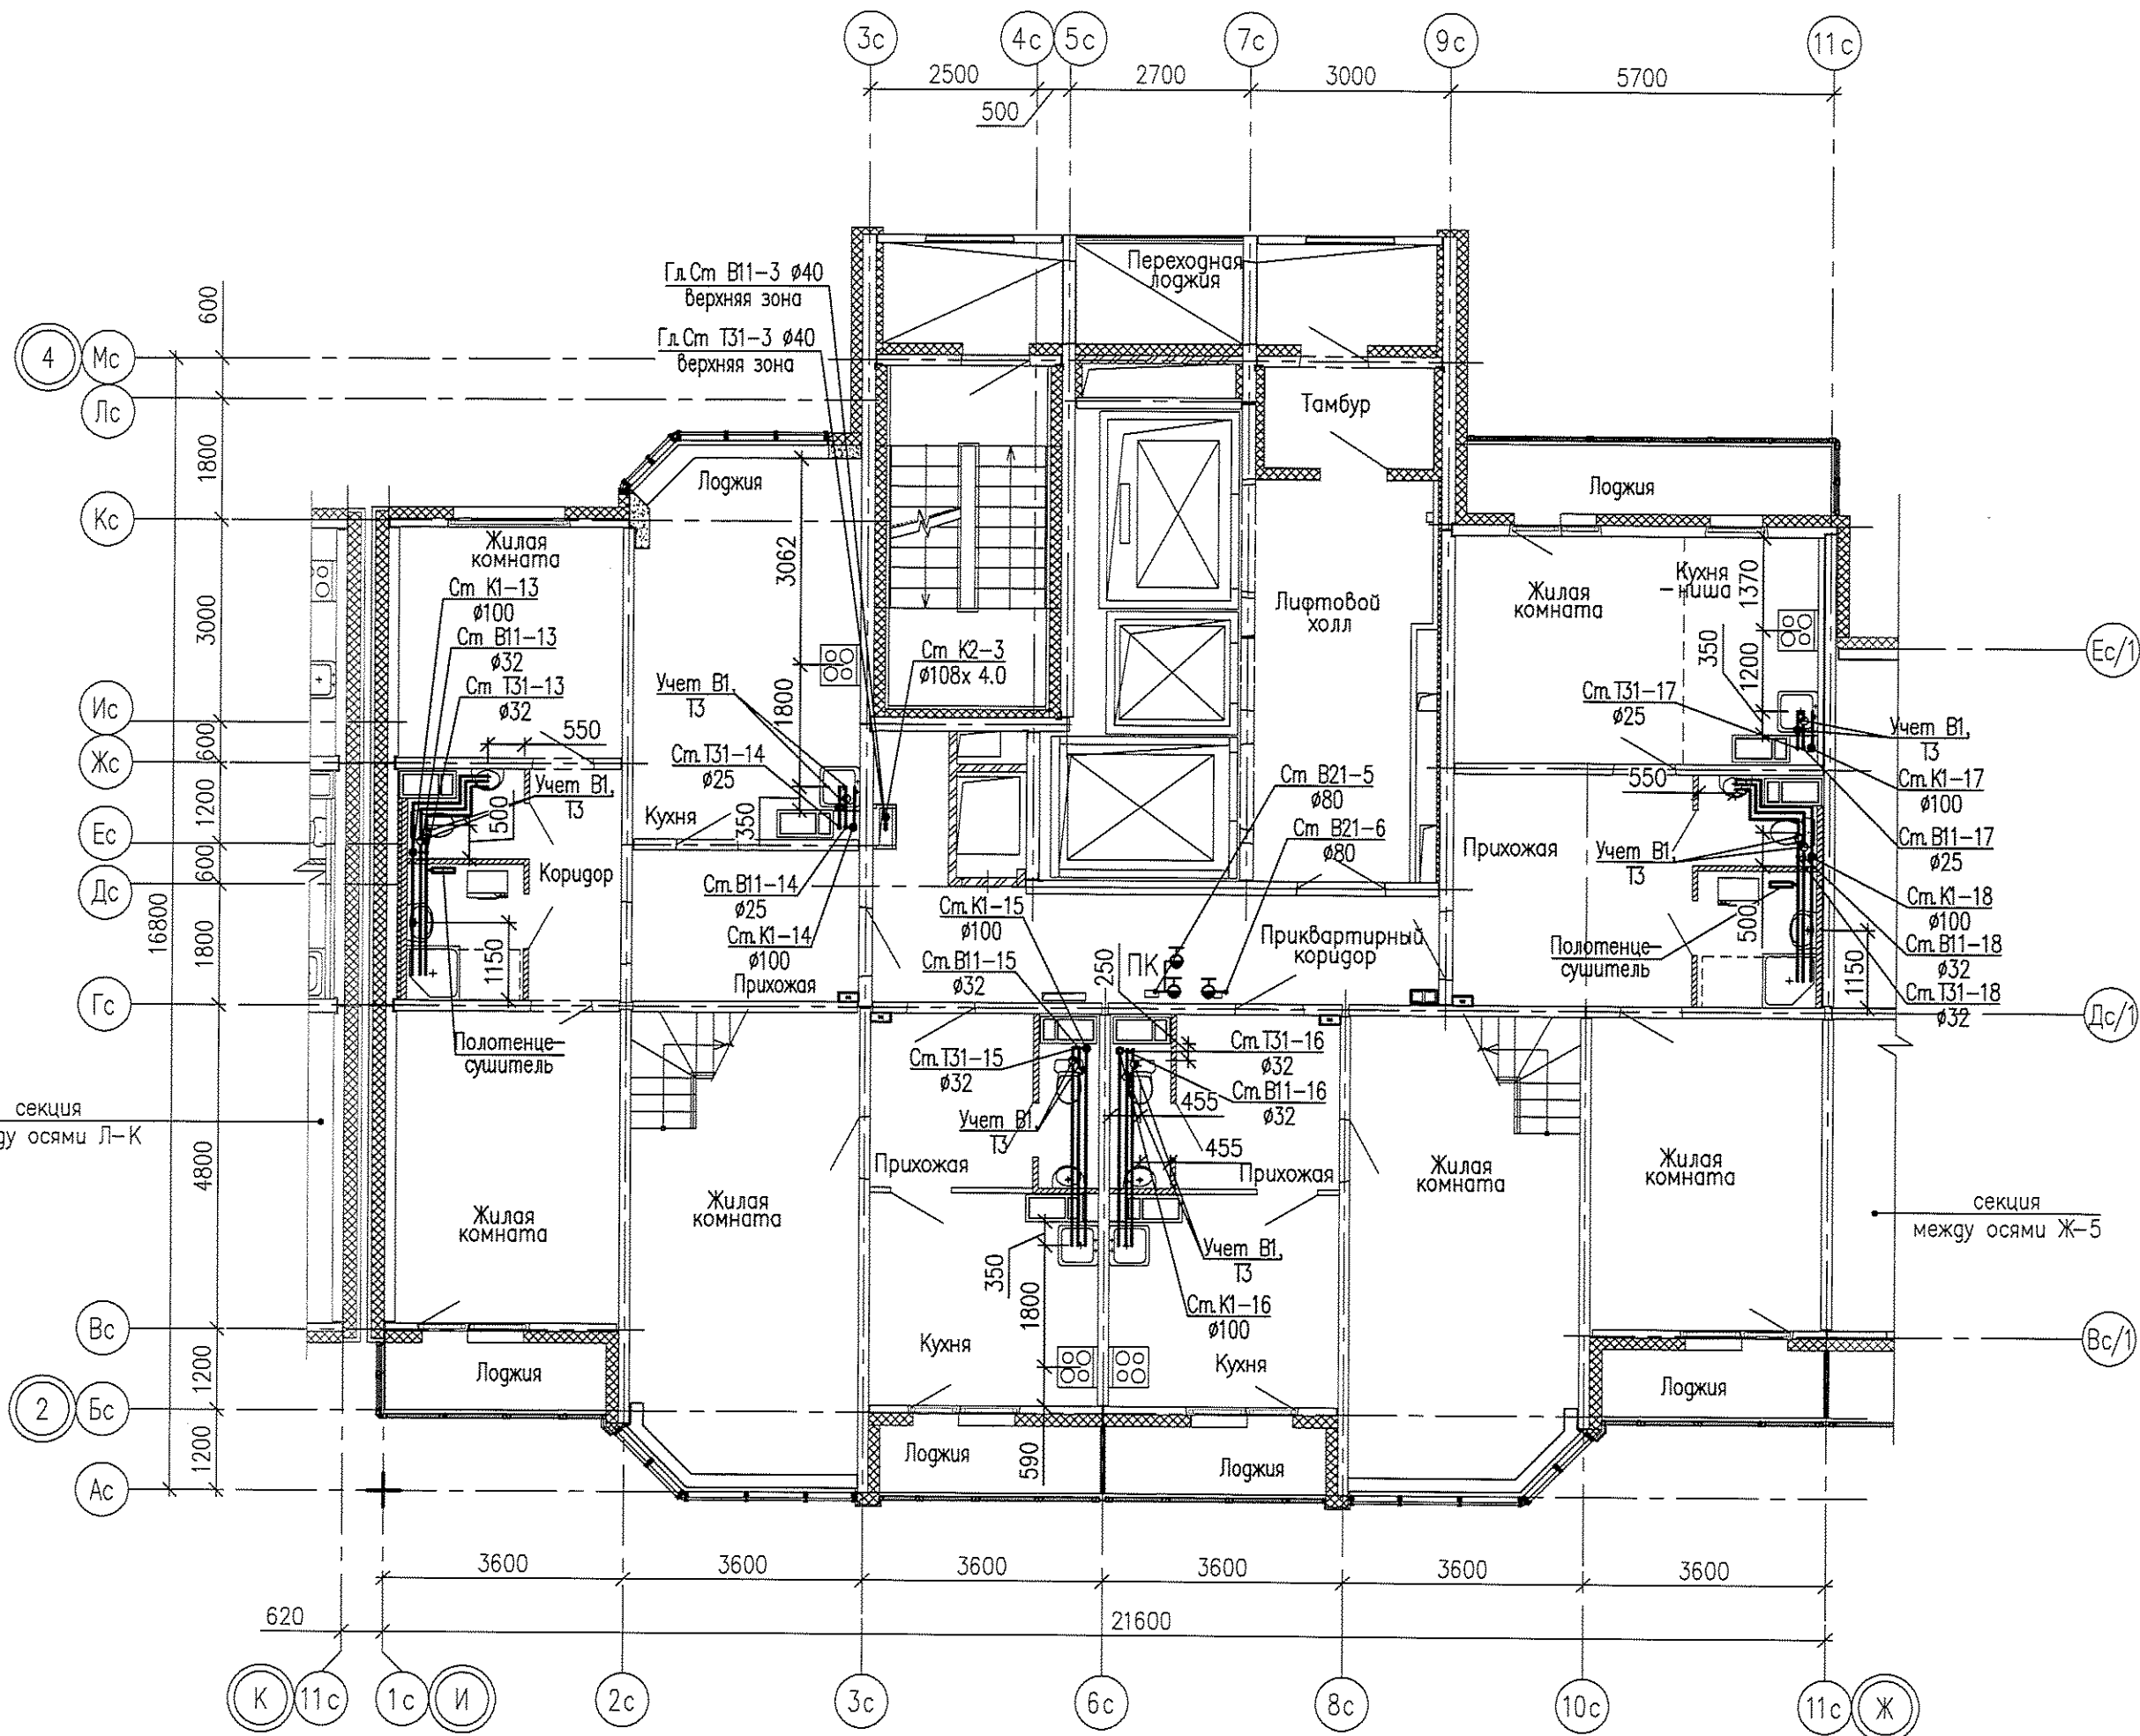 3с
4с
5с
7с
9с
11с
2500
2700
3000
5700
500
Гл.Ст В11-3 ø40
верхняя зона
Гл.Ст Т31-3 ø40
верхняя зона
Переходная
лоджия
600
4
Мс
Лс
Тамбур
1800
Лоджия
Лоджия
Кс
Жилая
комната
3062
Ст К1-13
ø100
Ст В11-13
ø32
Ст Т31-13
ø32
3000
Лифтовой
холл
Жилая
комната
Кухня
-ниша
1370
350
1200
Ст К2-3
ø108х 4.0
Учет В1,
Т3
1800
Ес/1
Ст.Т31-17
ø25
Учет В1,
Т3
Ис
600
Жс
550
Учет В1,
Т3
Ст.Т31-14
ø25
Ст В21-5
ø80
550
Ст.К1-17
ø100
1200
500
Кухня
350
Ст В21-6
ø80
Ес
Прихожая
Учет В1,
Т3
Ст.В11-17
ø25
600
Коридор
Дс
Ст.В11-14
ø25
Ст.К1-15
ø100
Ст.К1-18
ø100
500
16800
1800
1150
Ст.К1-14
ø100
Ст.В11-15
ø32
250
ПК
Приквартирный
коридор
Полотенце-
сушитель
Ст.В11-18
ø32
1150
Прихожая
Ст.Т31-18
ø32
Гс
Дс/1
Полотенце-
сушитель
Ст.Т31-15
ø32
Ст.Т31-16
ø32
Ст.В11-16
ø32
секция
ду осями Л-К
Учет В1,
Т3
455
455
4800
Прихожая
Прихожая
Жилая
комната
Жилая
комната
Жилая
комната
Жилая
комната
секция
между осями Ж-5
350
1800
Учет В1,
Т3
Ст.К1-16
ø100
Вс
Вс/1
Кухня
Кухня
1200
Лоджия
Лоджия
2
Бс
1200
590
Лоджия
Лоджия
Ас
3600
3600
3600
3600
3600
3600
620
21600
К
11с
1с
И
2с
3с
6с
8с
10с
11с
Ж